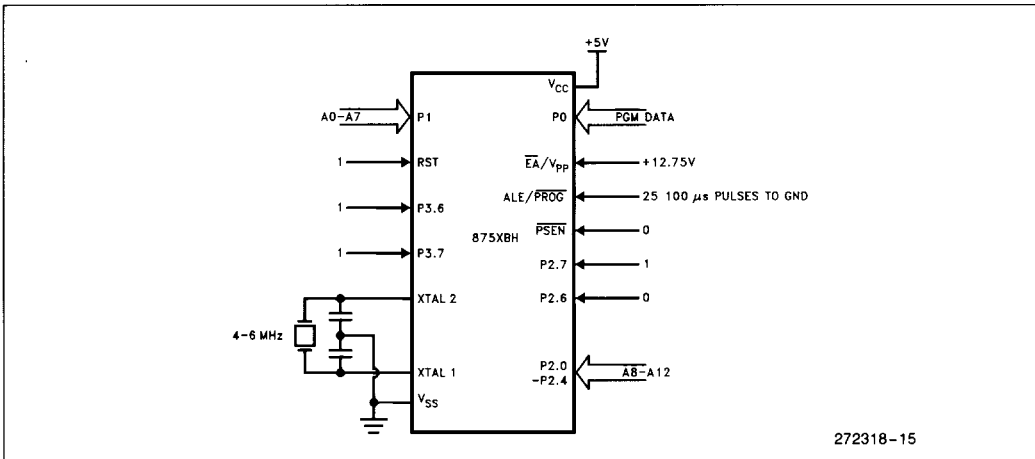 +5V
VCC
A0-A7
P1
P0
PGM DATA
1
RST
EA/VPP
+12.75V
ALE/PROG
25 100 μs PULSES TO GND
1
P3.6
PSEN
0
875XBH
1
P3.7
P2.7
1
XTAL 2
P2.6
0
4-6 MHz
XTAL 1
P2.0
-P2.4
A8-A12
VSS
272318-15